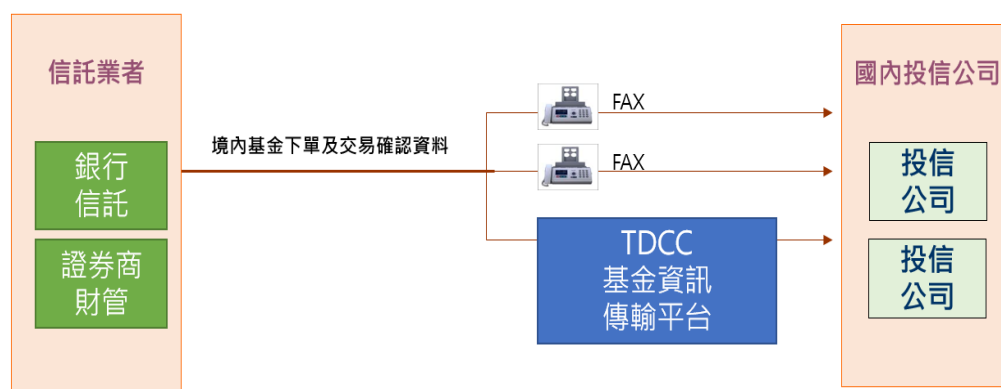 信託業者
銀行
信託
證券商
財管
境內基金下單及交易確認資料
FAX
FAX
TDCC
基金資訊
傳輸平台
國內投信公司
投信
公司
投信
公司